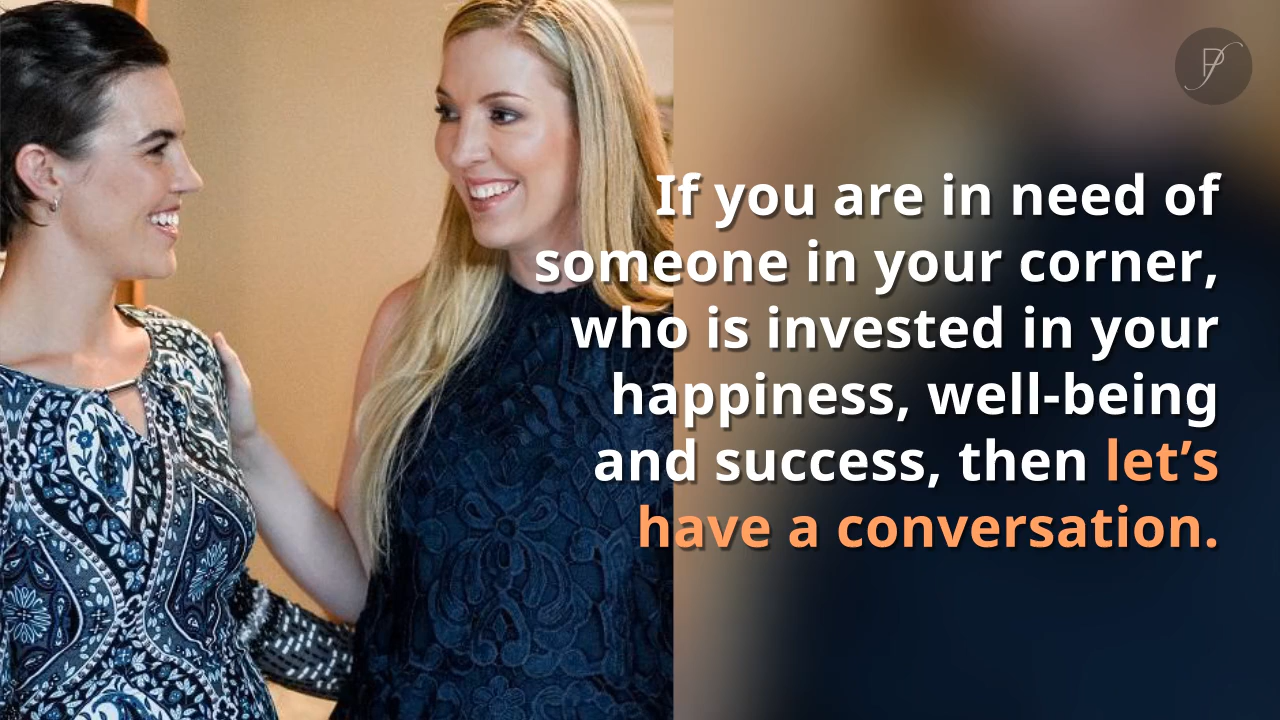 If you are in need of
someone in your corner,
who is invested in your
happiness, well-being
and success, then let’s
have a conversation.